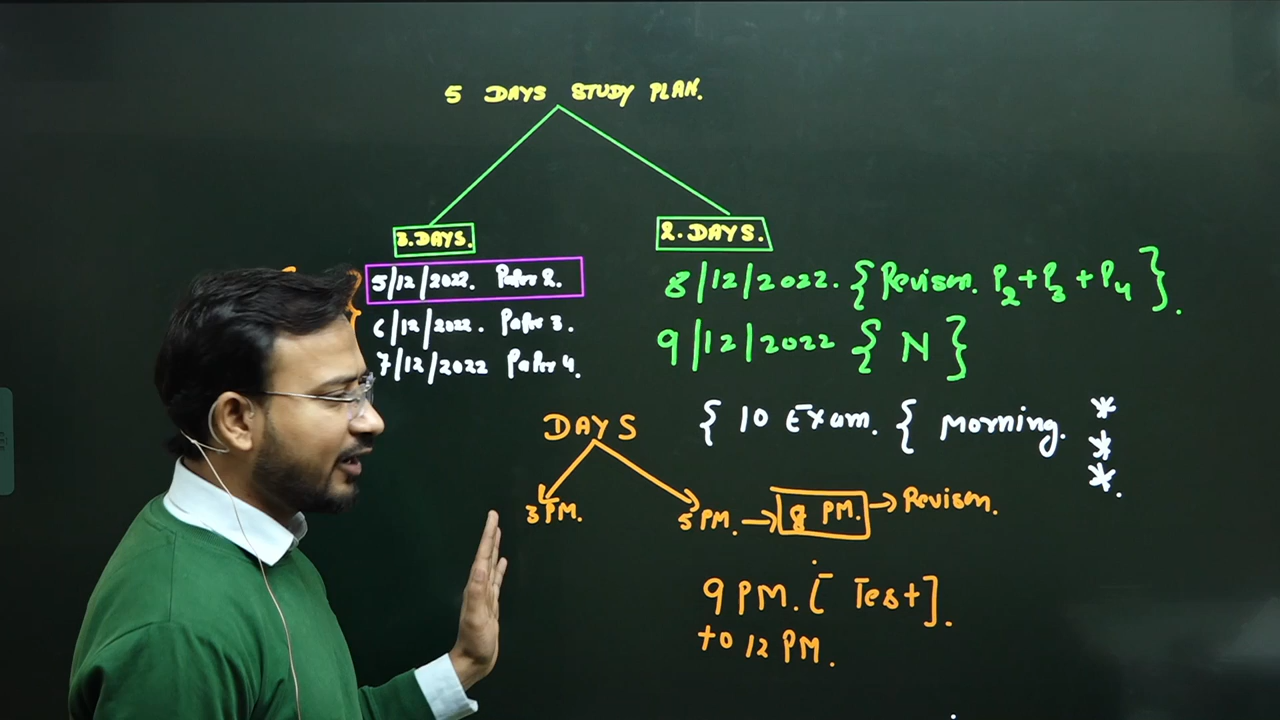 5 DAYS STUDY PLAN.
3.DAYS.
2.DAYS.
5/12/2022. Paper 2.
6/12/2022. Paper 3.
7/12/2022 Paper 4.
8/12/2022. {Revison. P2+P3+P4}.
9/12/2022 { N }
{ 10 Exam. { morning. ***.
DAYS
3 PM.
5 PM. → 8 PM. → Revison.
9 PM. [ Test].
to 12 PM.